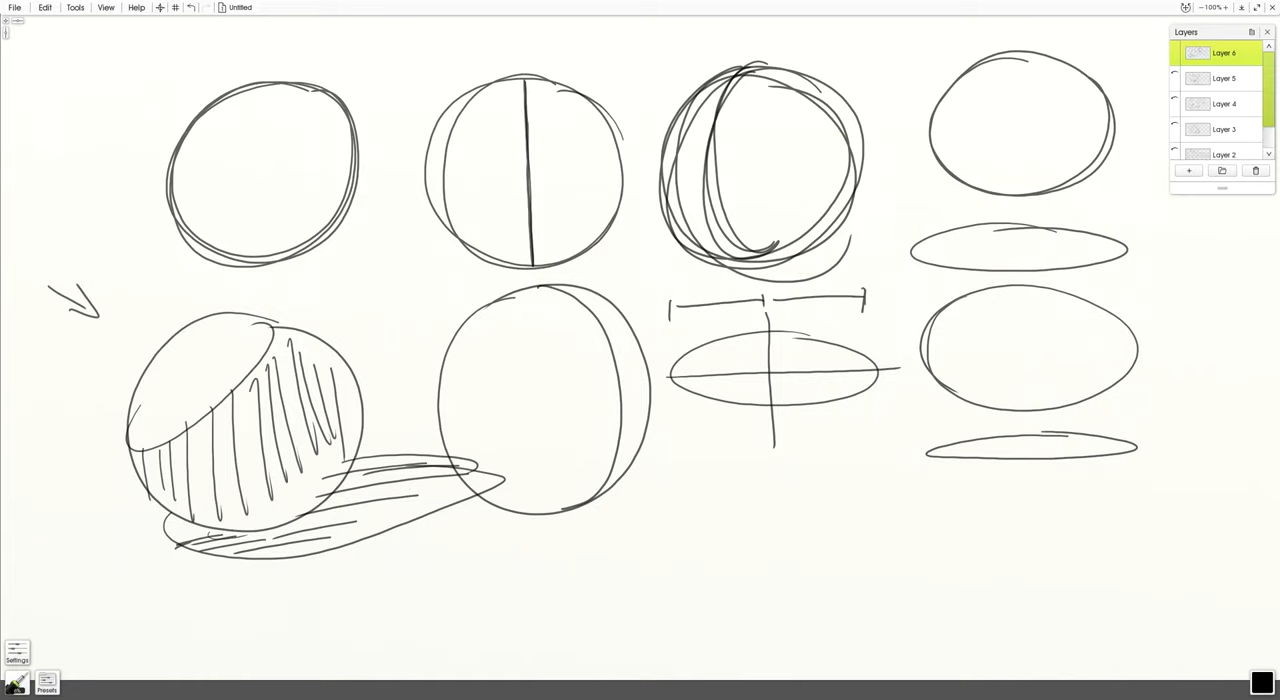 File Edit Tools View Help Untitled −100%+
Layers
Layer 6
Layer 5
Layer 4
Layer 3
Layer 2
+
Settings
Presets